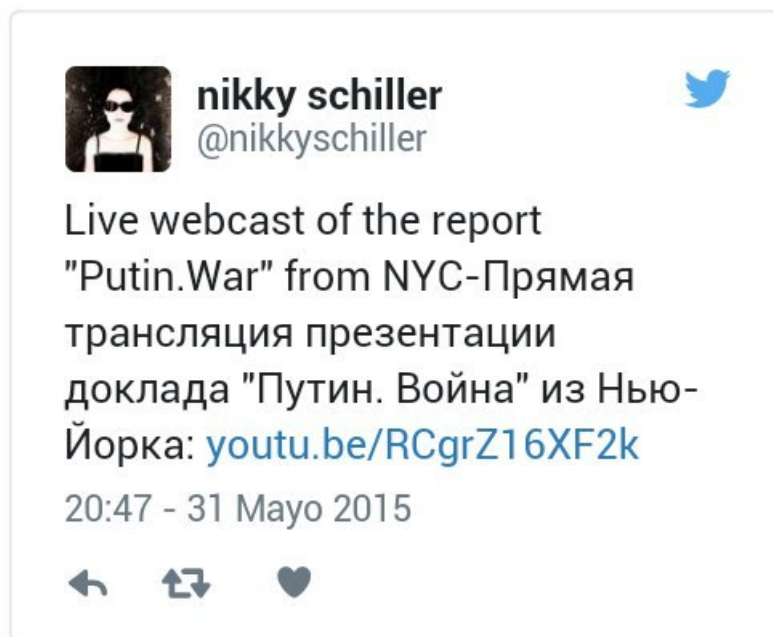 nikky schiller
@nikkyschiller
Live webcast of the report
"Putin.War" from NYC-Прямая
трансляция презентации
доклада "Путин. Война" из Нью-
Йорка: youtu.be/RCgrZ16XF2k
20:47 - 31 Mayo 2015